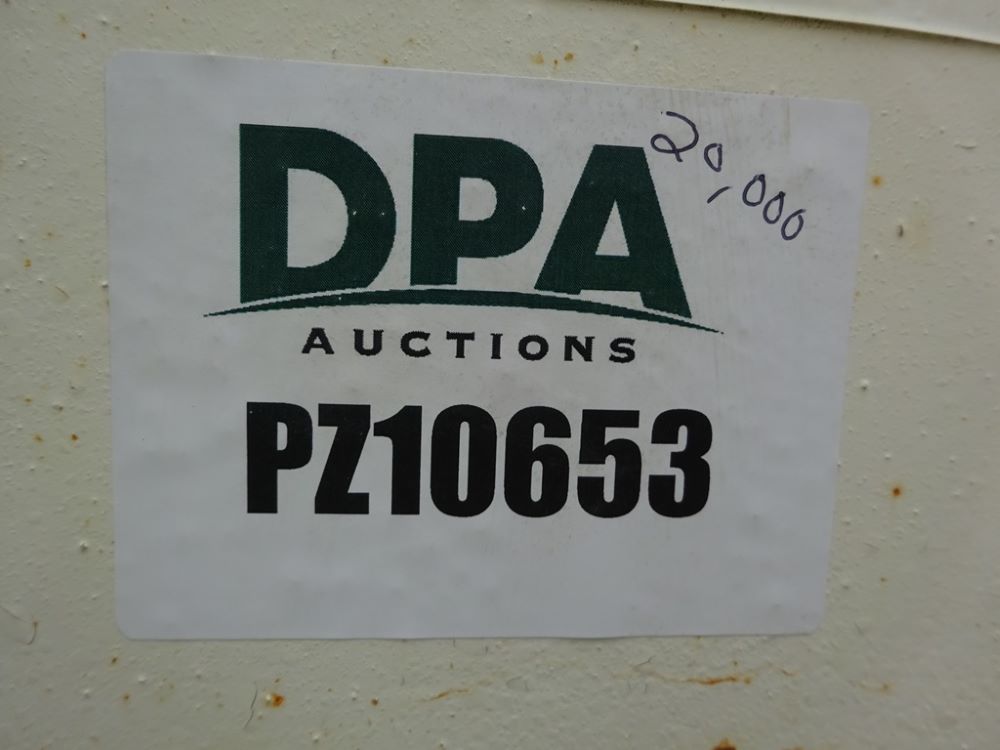 DPA
20,000
AUCTIONS
PZ10653